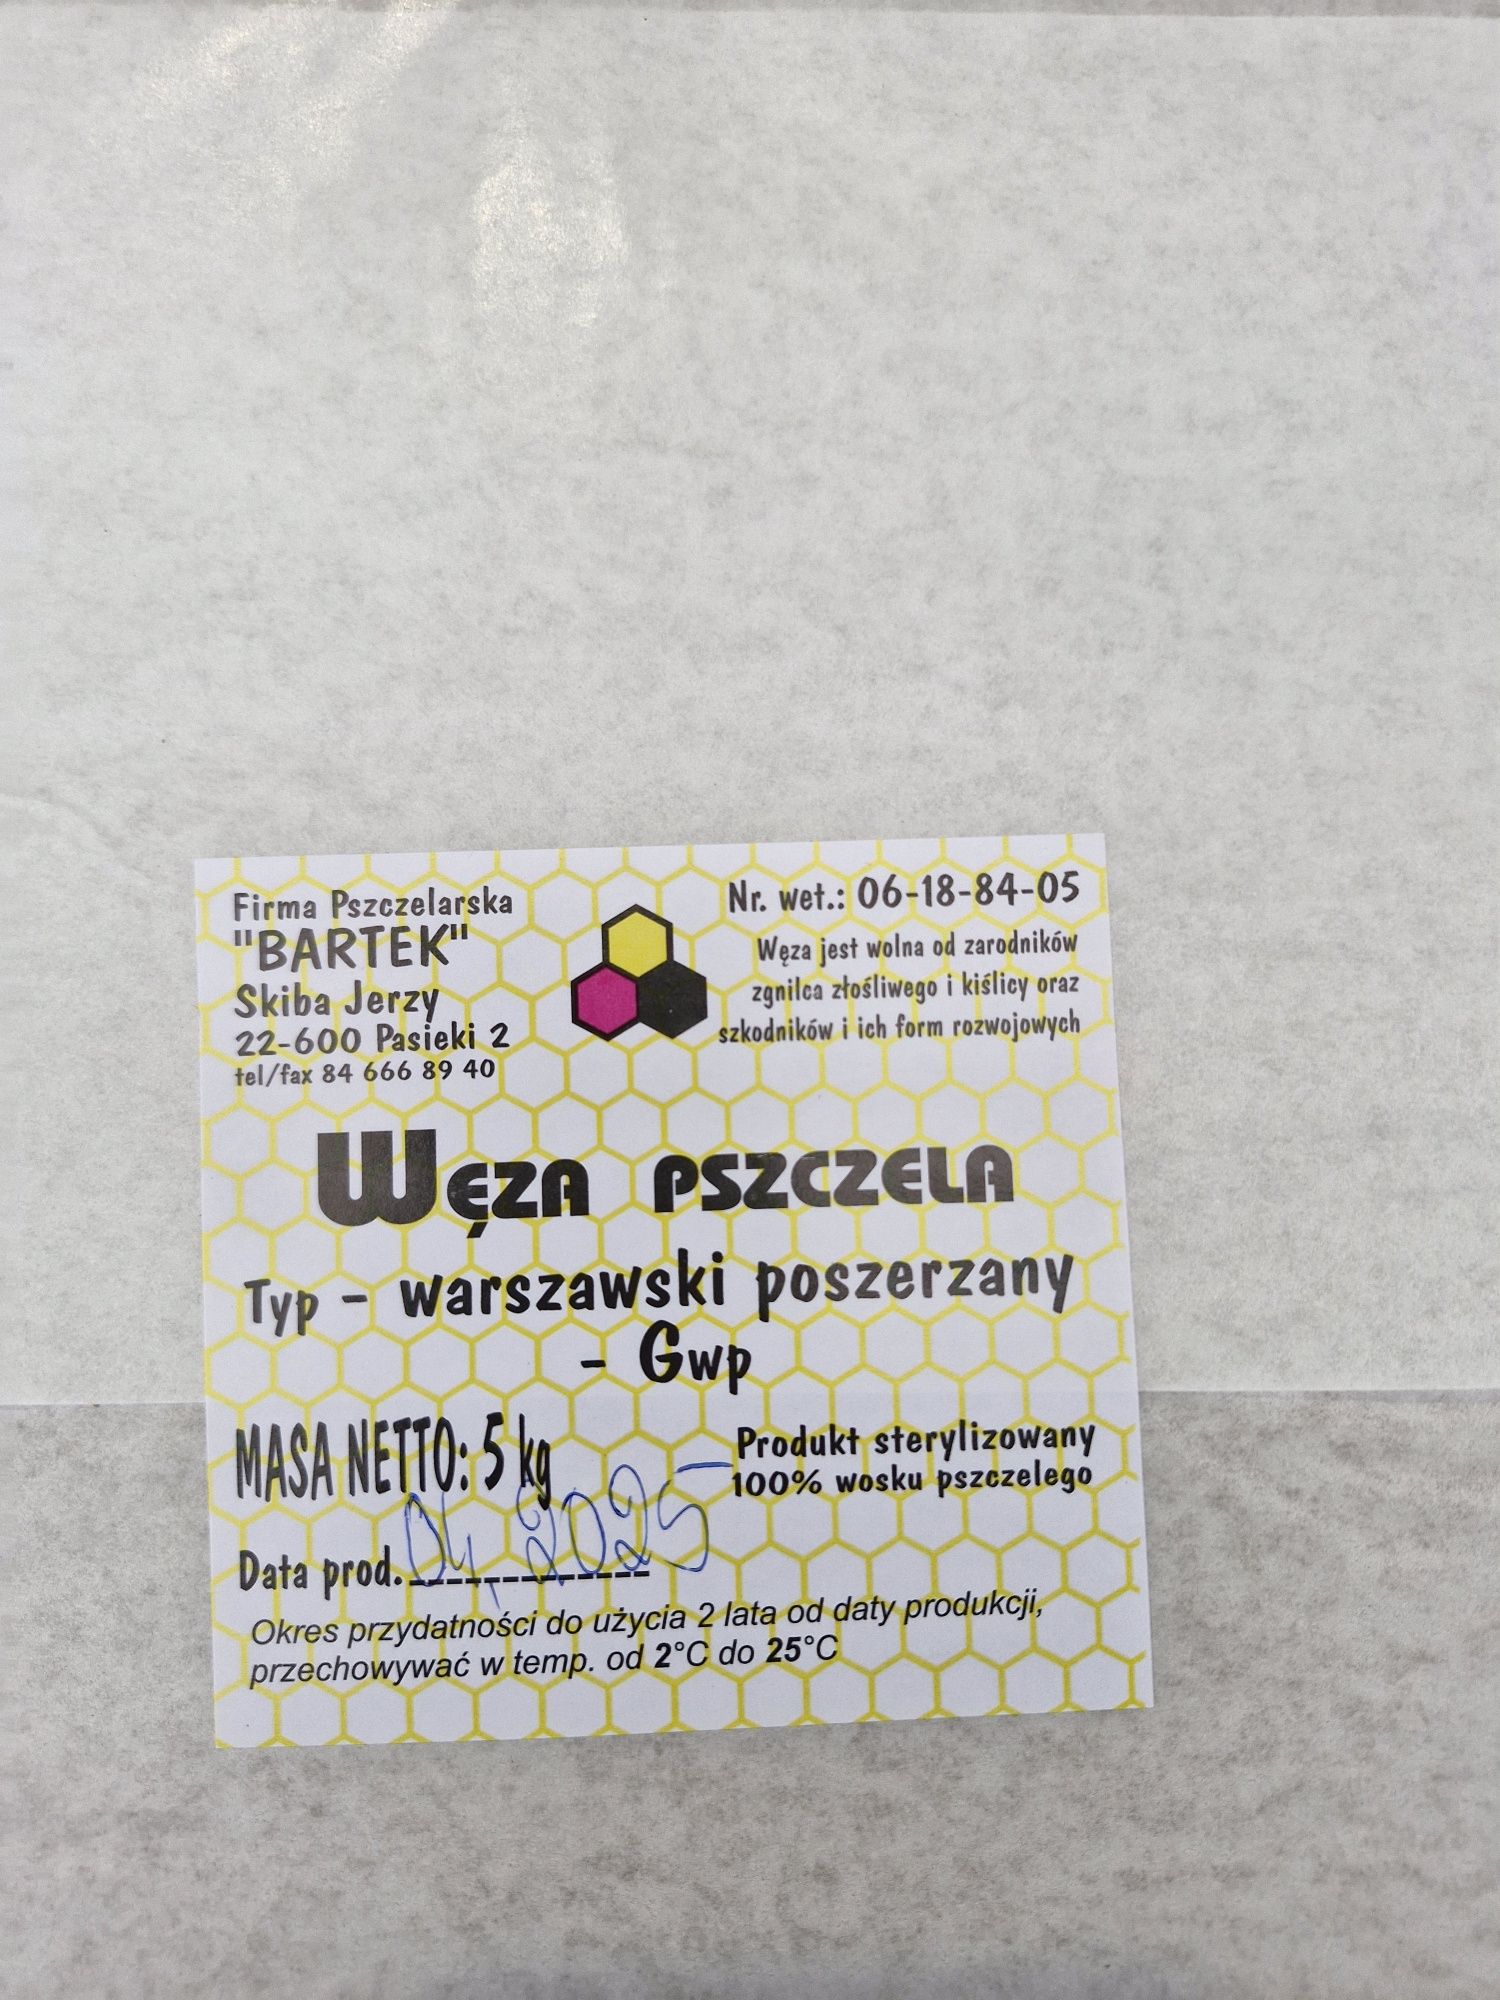 Firma Pszczelarska
"BARTEK"
Skiba Jerzy
22-600 Pasieki 2
tel/fax 84 666 89 40
Nr. wet.: 06-18-84-05
Węza jest wolna od zarodników
zgnilca złośliwego i kiślicy oraz
szkodników i ich form rozwojowych
Węza pszczela
Typ - warszawski poszerzany
- Gwp
MASA NETTO: 5 kg
Produkt sterylizowany
100% wosku pszczelego
Data prod. 04, 2025
Okres przydatności do użycia 2 lata od daty produkcji,
przechowywać w temp. od 2°C do 25°C